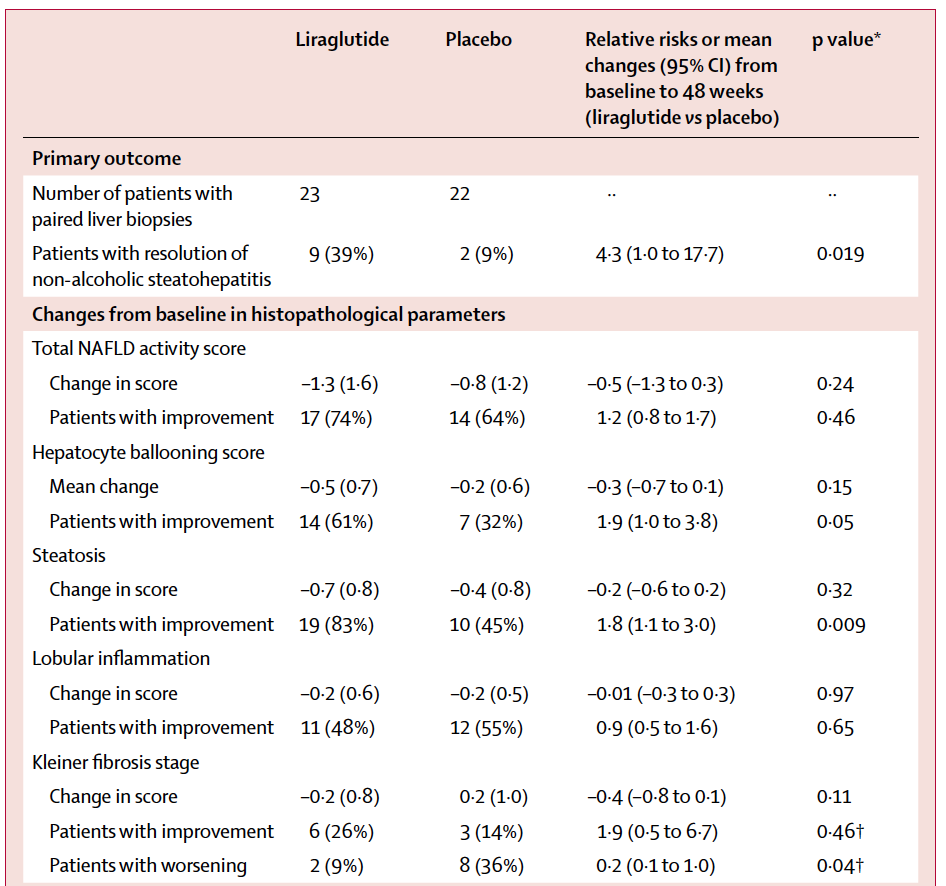 Liraglutide Placebo Relative risks or mean p value*
changes (95% CI) from
baseline to 48 weeks
(liraglutide vs placebo)
Primary outcome
Number of patients with 23 22 ·· ··
paired liver biopsies
Patients with resolution of 9 (39%) 2 (9%) 4·3 (1·0 to 17·7) 0·019
non-alcoholic steatohepatitis
Changes from baseline in histopathological parameters
Total NAFLD activity score
Change in score –1·3 (1·6) –0·8 (1·2) –0·5 (–1·3 to 0·3) 0·24
Patients with improvement 17 (74%) 14 (64%) 1·2 (0·8 to 1·7) 0·46
Hepatocyte ballooning score
Mean change –0·5 (0·7) –0·2 (0·6) –0·3 (–0·7 to 0·1) 0·15
Patients with improvement 14 (61%) 7 (32%) 1·9 (1·0 to 3·8) 0·05
Steatosis
Change in score –0·7 (0·8) –0·4 (0·8) –0·2 (–0·6 to 0·2) 0·32
Patients with improvement 19 (83%) 10 (45%) 1·8 (1·1 to 3·0) 0·009
Lobular inflammation
Change in score –0·2 (0·6) –0·2 (0·5) –0·01 (–0·3 to 0·3) 0·97
Patients with improvement 11 (48%) 12 (55%) 0·9 (0·5 to 1·6) 0·65
Kleiner fibrosis stage
Change in score –0·2 (0·8) 0·2 (1·0) –0·4 (–0·8 to 0·1) 0·11
Patients with improvement 6 (26%) 3 (14%) 1·9 (0·5 to 6·7) 0·46†
Patients with worsening 2 (9%) 8 (36%) 0·2 (0·1 to 1·0) 0·04†